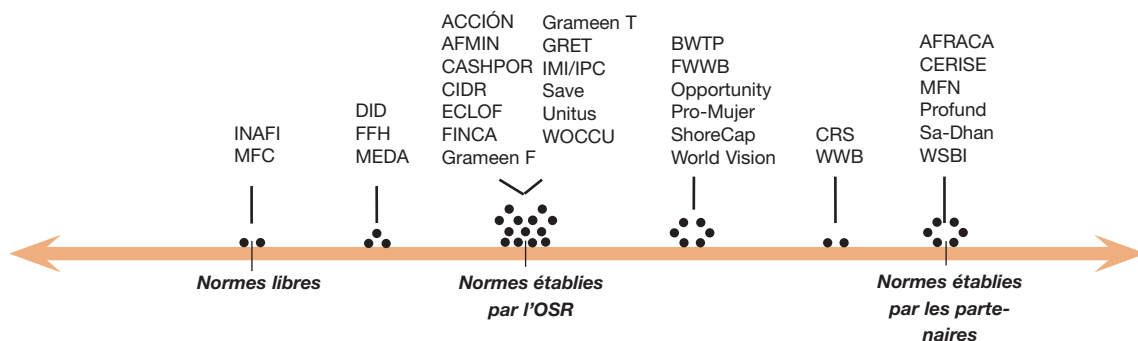 INAFI
MFC
DID
FFH
MEDA
ACCIÓN
AFMIN
CASHPOR
CIDR
ECLOF
FINCA
Grameen F
Grameen T
GRET
IMI/IPC
Save
Unitus
WOCCU
BWTP
FWWB
Opportunity
Pro-Mujer
ShoreCap
World Vision
CRS
WWB
AFRACA
CERISE
MFN
Profund
Sa-Dhan
WSBI
Normes libres
Normes établies
par l'OSR
Normes établies
par les parte-
naires